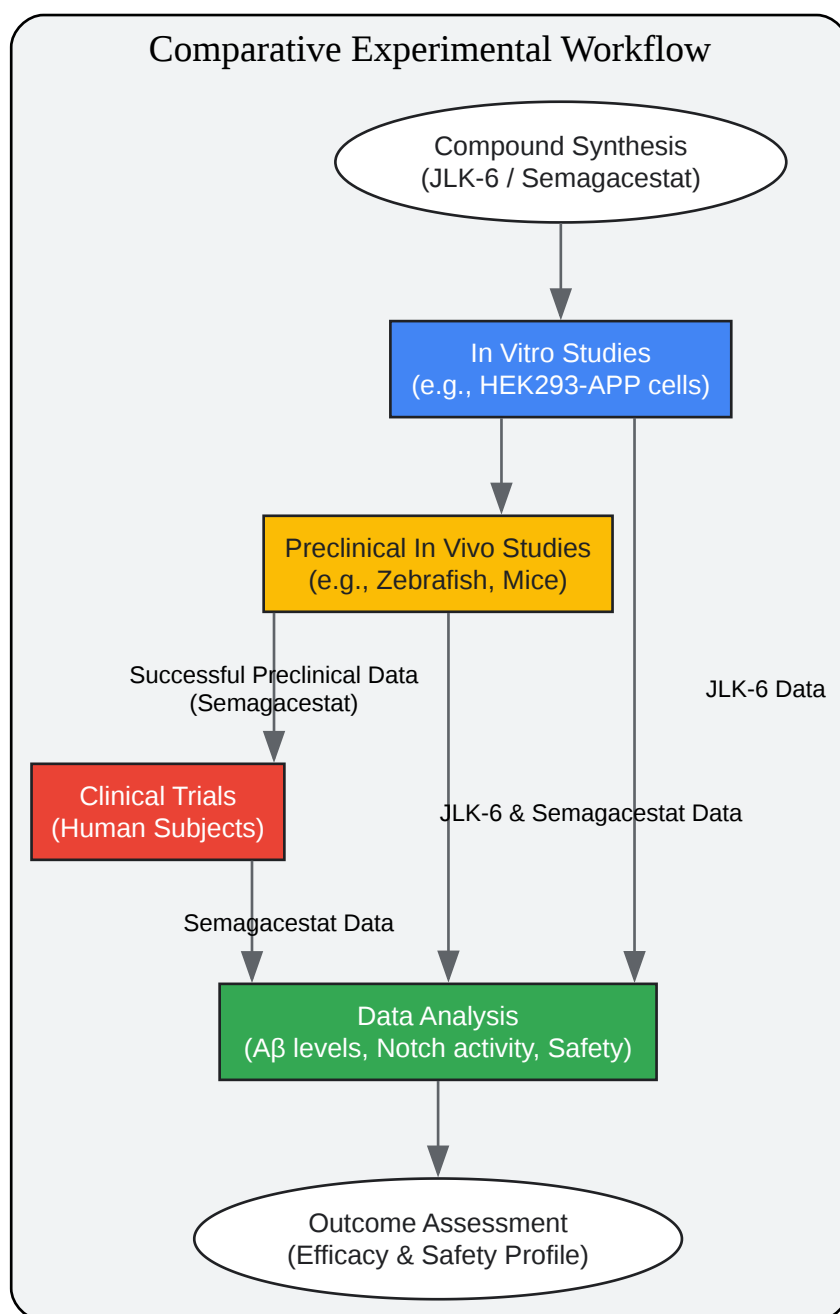 Comparative Experimental Workflow
Compound Synthesis
(JLK-6 / Semagacestat)
In Vitro Studies
(e.g., HEK293-APP cells)
Preclinical In Vivo Studies
(e.g., Zebrafish, Mice)
Successful Preclinical Data
(Semagacestat)
JLK-6 Data
Clinical Trials
(Human Subjects)
JLK-6 & Semagacestat Data
Semagacestat Data
Data Analysis
(Aβ levels, Notch activity, Safety)
Outcome Assessment
(Efficacy & Safety Profile)